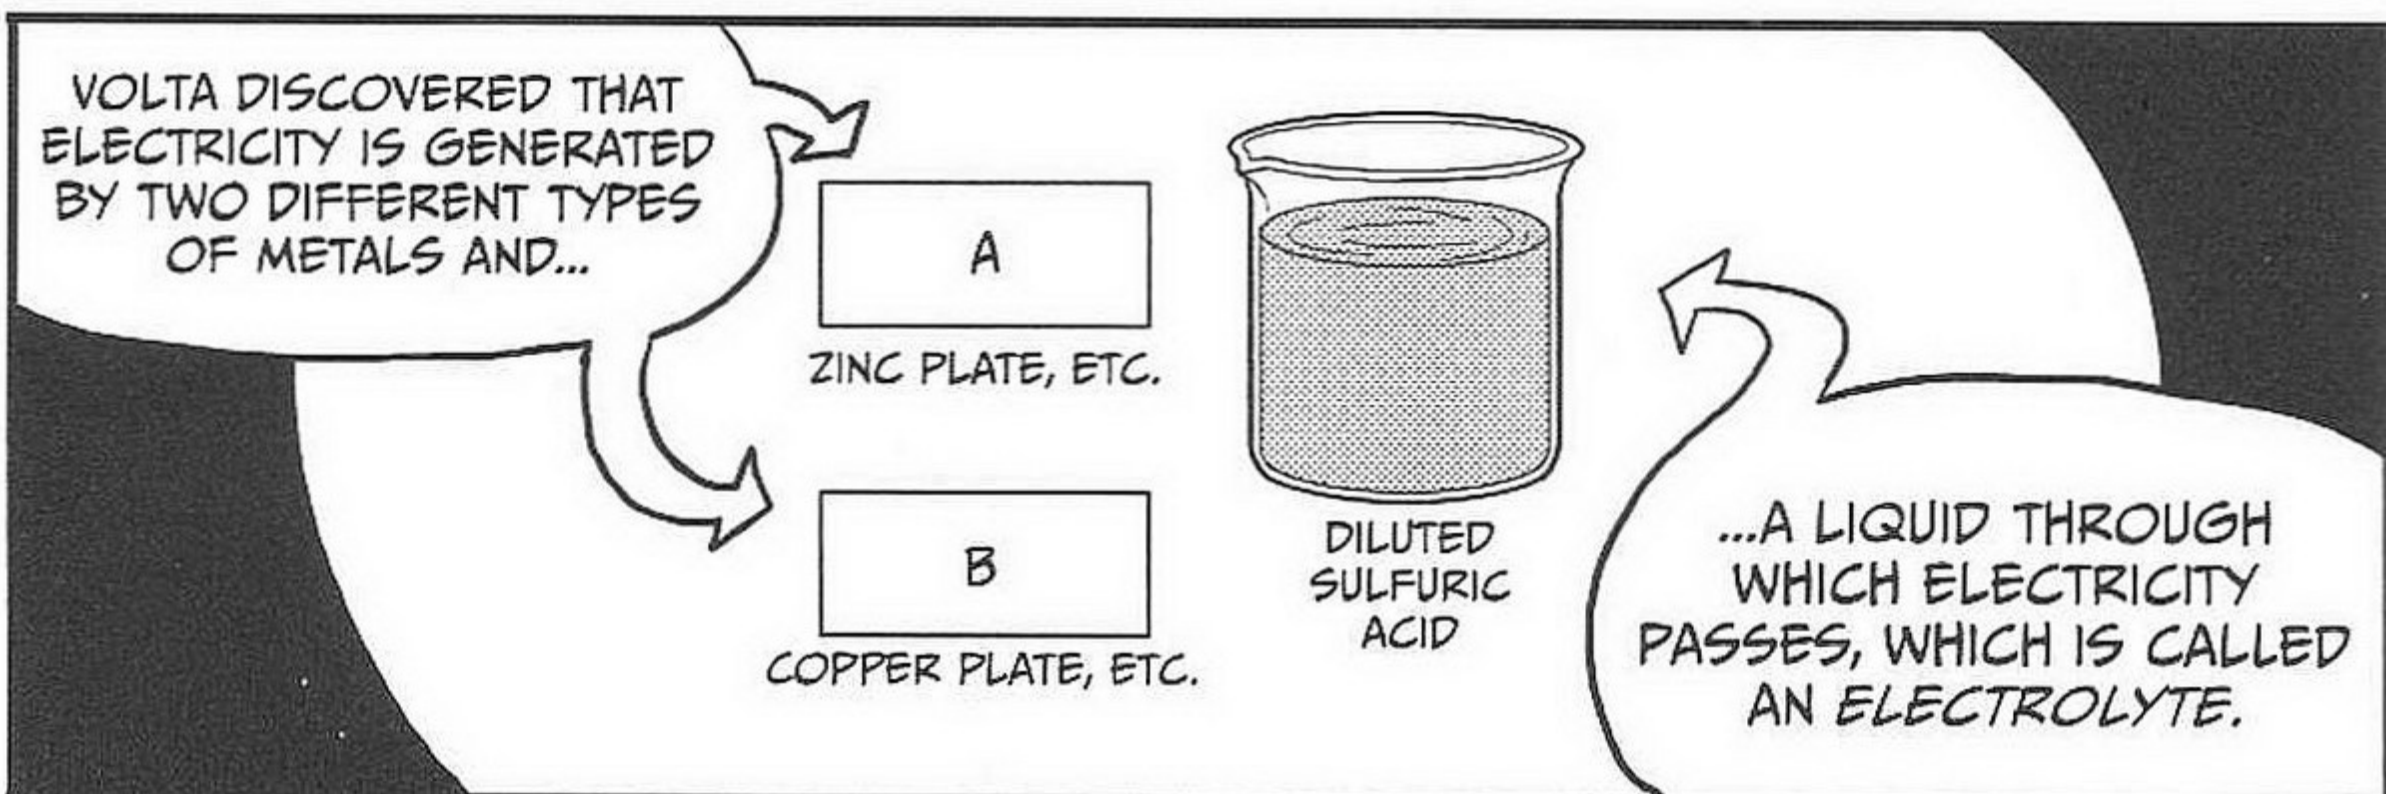 VOLTA DISCOVERED THAT
ELECTRICITY IS GENERATED
BY TWO DIFFERENT TYPES
OF METALS AND...
A
ZINC PLATE, ETC.
B
COPPER PLATE, ETC.
DILUTED
SULFURIC
ACID
...A LIQUID THROUGH
WHICH ELECTRICITY
PASSES, WHICH IS CALLED
AN ELECTROLYTE.